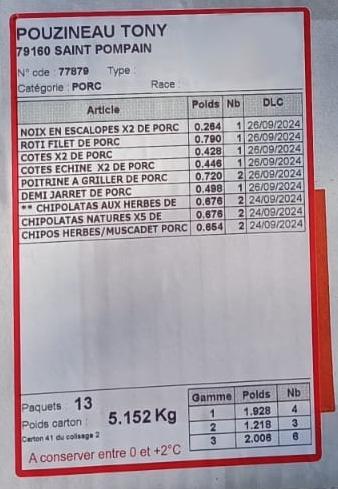 POUZINEAU TONY
79160 SAINT POMPAIN
N° cde : 77879 Type :
Catégorie : PORC Race :
Article Poids Nb DLC
NOIX EN ESCALOPES X2 DE PORC 0.264 1 26/09/2024
ROTI FILET DE PORC 0.790 1 26/09/2024
COTES X2 DE PORC 0.428 1 26/09/2024
COTES ECHINE X2 DE PORC 0.446 1 26/09/2024
POITRINE A GRILLER DE PORC 0.720 2 26/09/2024
DEMI JARRET DE PORC 0.498 1 26/09/2024
** CHIPOLATAS AUX HERBES DE 0.676 2 24/09/2024
CHIPOLATAS NATURES X5 DE 0.676 2 24/09/2024
CHIPOS HERBES/MUSCADET PORC 0.654 2 24/09/2024
Paquets : 13
Poids carton : 5.152 Kg
Carton 41 du colisage 2
A conserver entre 0 et +2°C
Gamme Poids Nb
1 1.928 4
2 1.218 3
3 2.006 6